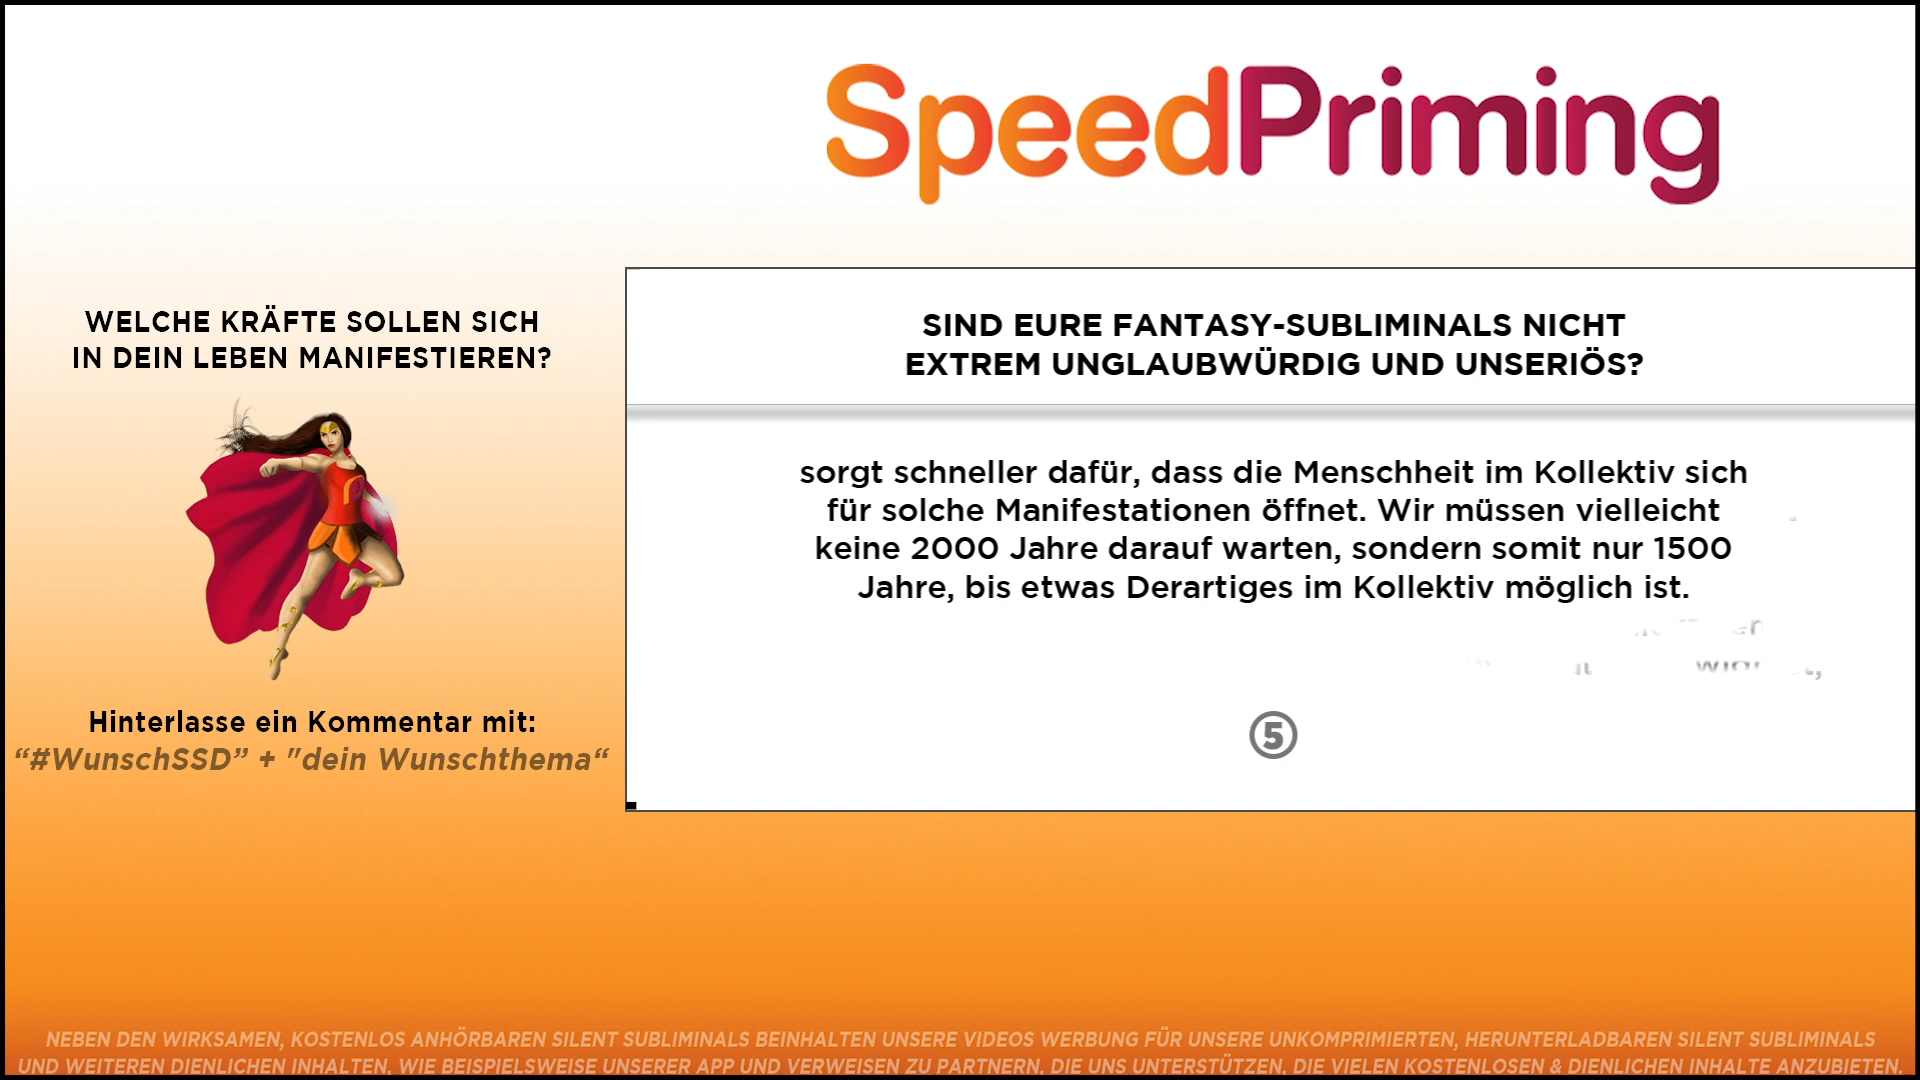 SpeedPriming
WELCHE KRÄFTE SOLLEN SICH
IN DEIN LEBEN MANIFESTIEREN?
Hinterlasse ein Kommentar mit:
“#WunschSSD” + "dein Wunschthema“
SIND EURE FANTASY-SUBLIMINALS NICHT
EXTREM UNGLAUBWÜRDIG UND UNSERIÖS?
sorgt schneller dafür, dass die Menschheit im Kollektiv sich
für solche Manifestationen öffnet. Wir müssen vielleicht
keine 2000 Jahre darauf warten, sondern somit nur 1500
Jahre, bis etwas Derartiges im Kollektiv möglich ist.
5
NEBEN DEN WIRKSAMEN, KOSTENLOS ANHÖRBAREN SILENT SUBLIMINALS BEINHALTEN UNSERE VIDEOS WERBUNG FÜR UNSERE UNKOMPRIMIERTEN, HERUNTERLADBAREN SILENT SUBLIMINALS
UND WEITEREN DIENLICHEN INHALTEN, WIE BEISPIELSWEISE UNSERER APP UND VERWEISEN ZU PARTNERN, DIE UNS UNTERSTÜTZEN, DIE VIELEN KOSTENLOSEN & DIENLICHEN INHALTE ANZUBIETEN.